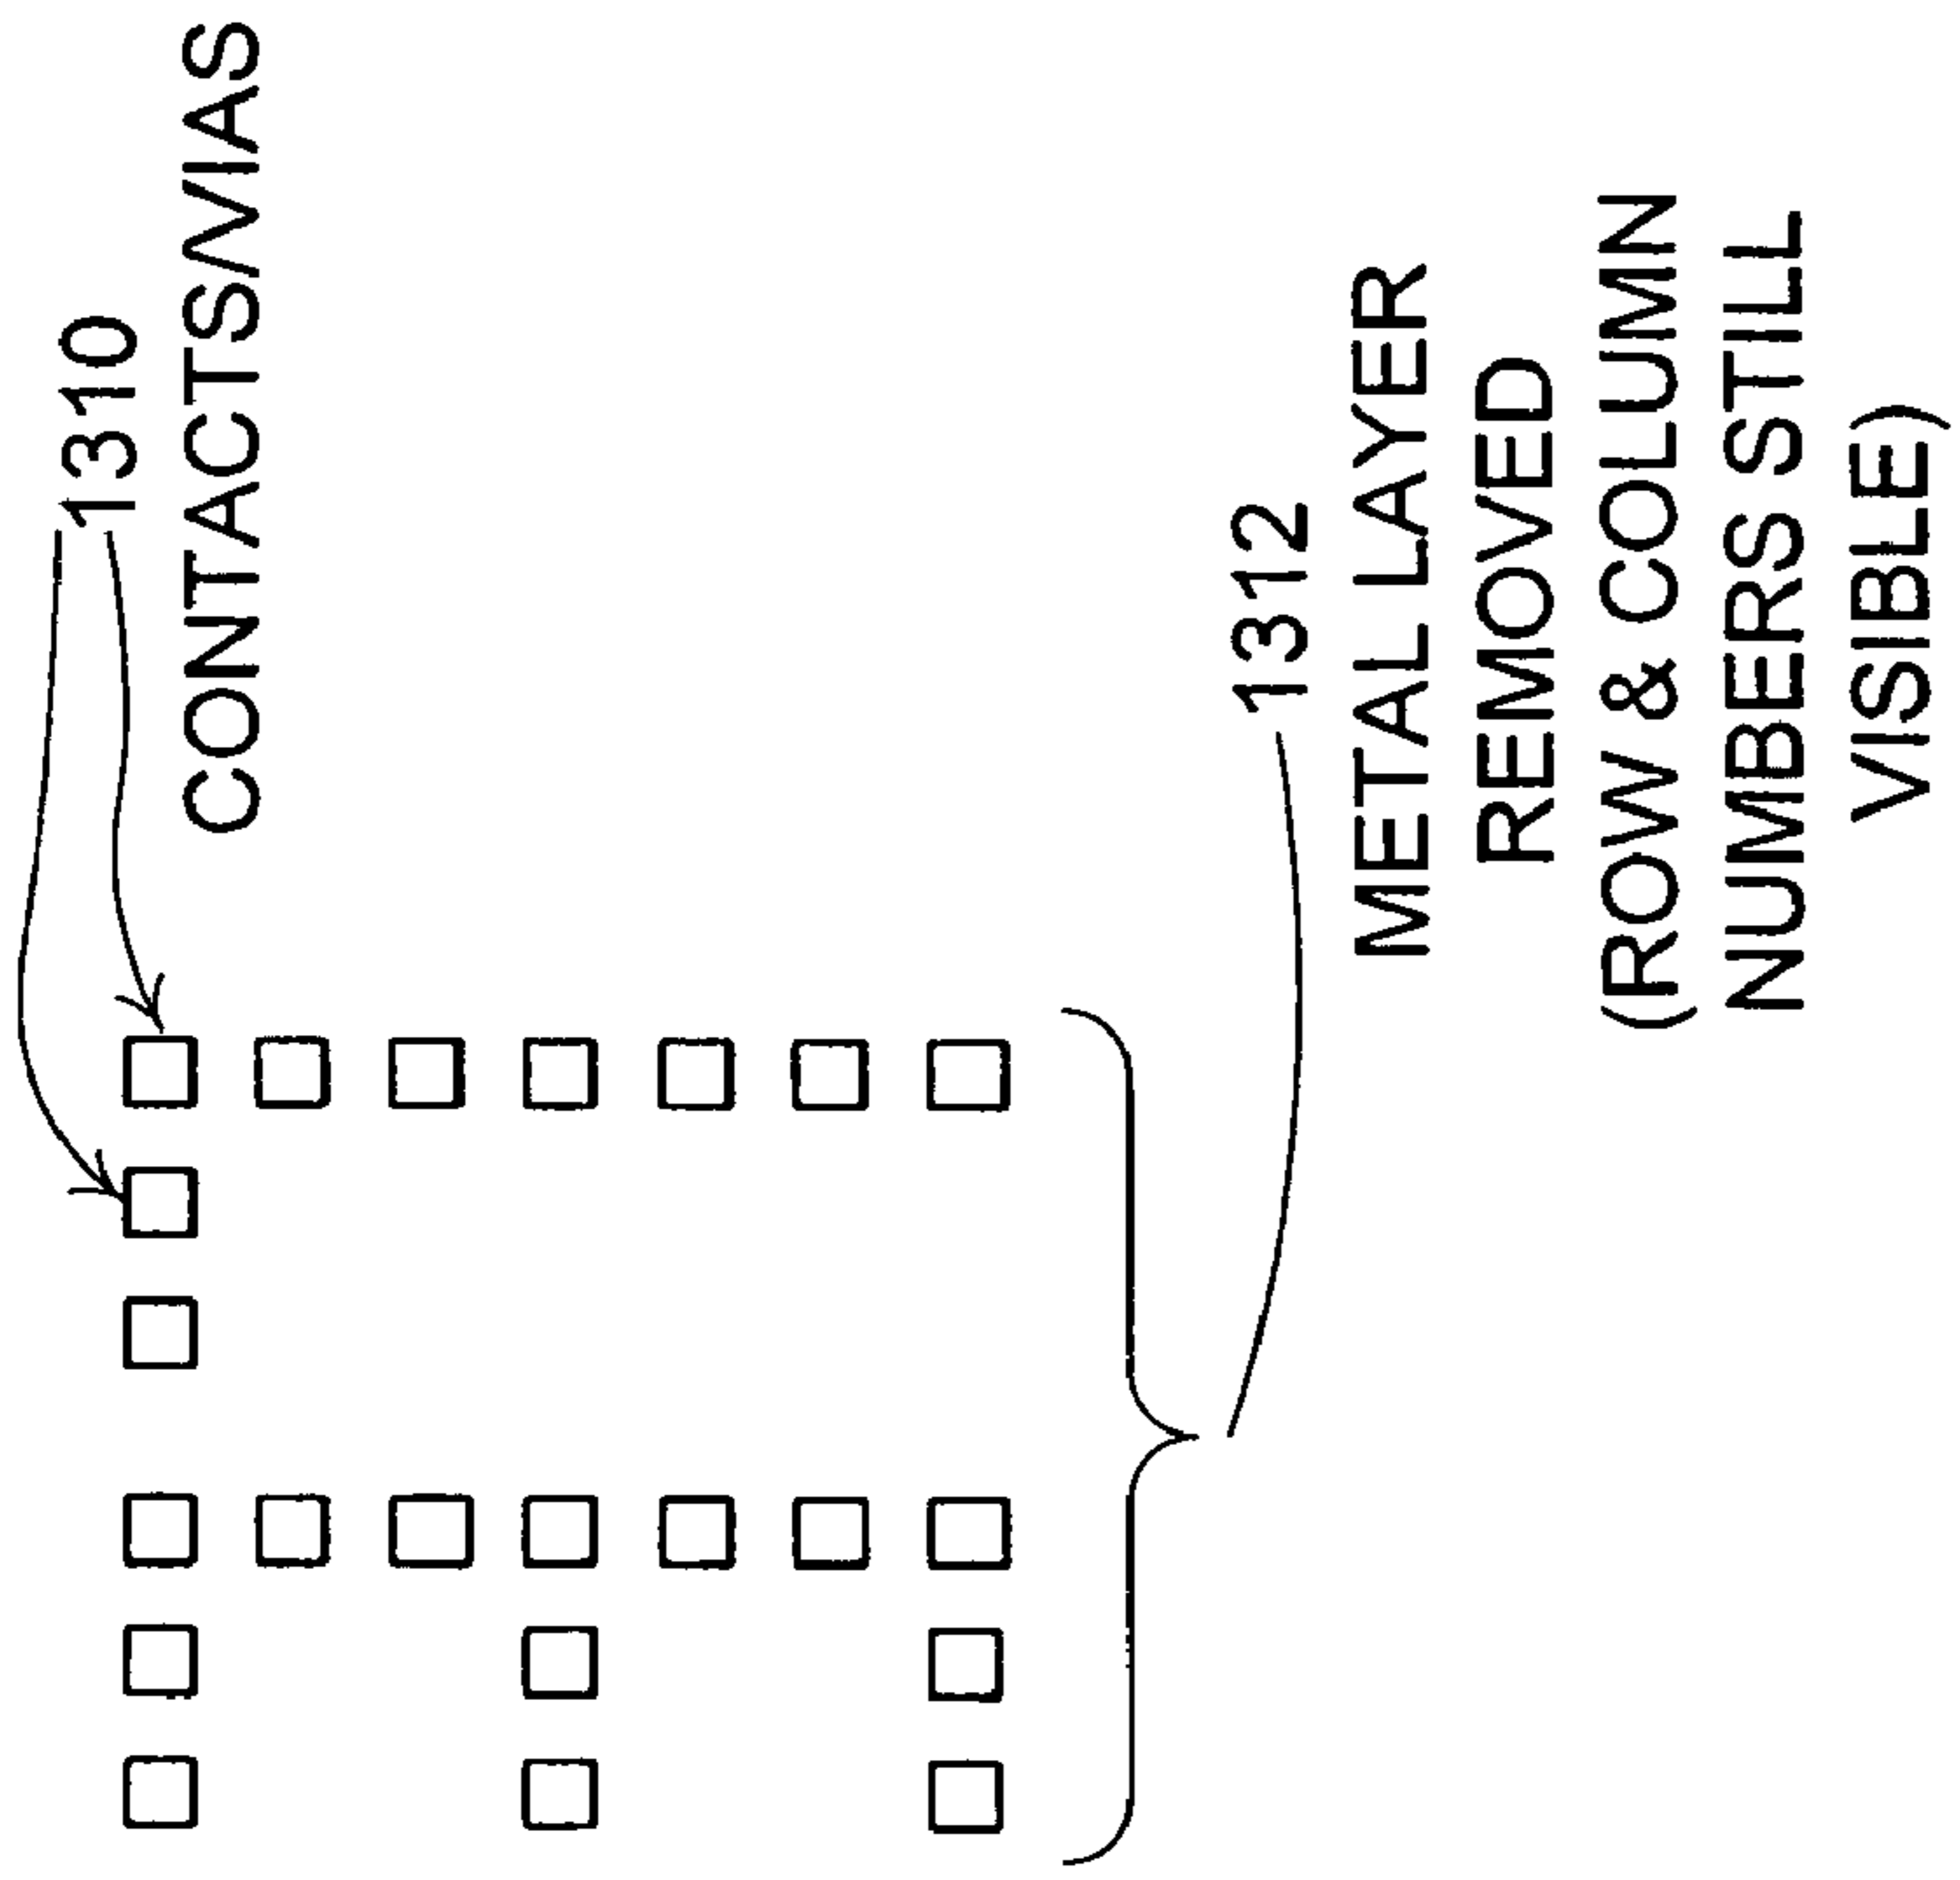 1310
CONTACTS/VIAS
1312
METAL LAYER
REMOVED
(ROW & COLUMN
NUMBERS STILL
VISIBLE)